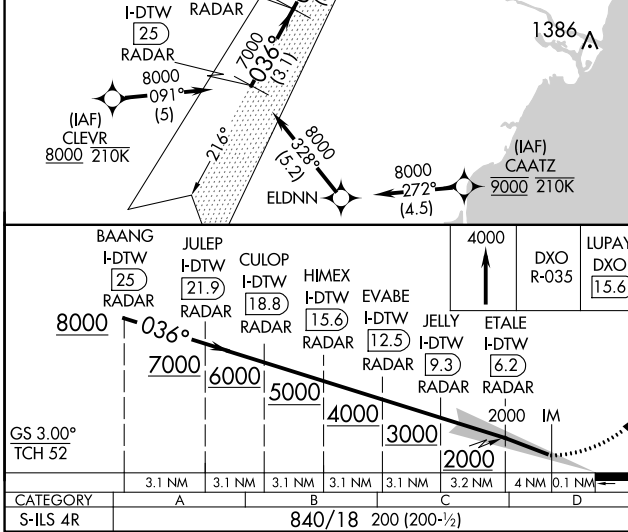 RADAR
I-DTW
25
RADAR
7000
036°
(3.1)
1386
8000
091°
(5)
(IAF)
CLEVR
8000 210K
216°
8000
328°
(5.2)
ELDNN
8000
272°
(4.5)
(IAF)
CAATZ
9000 210K
BAANG
I-DTW
25
RADAR
JULEP
I-DTW
21.9
RADAR
CULOP
I-DTW
18.8
RADAR
HIMEX
I-DTW
15.6
RADAR
EVABE
I-DTW
12.5
RADAR
JELLY
I-DTW
9.3
RADAR
ETALE
I-DTW
6.2
RADAR
4000
DXO
R-035
LUPAY
DXO
15.6
8000
036°
7000
6000
5000
4000
3000
2000
2000
IM
GS 3.00°
TCH 52
3.1 NM 3.1 NM 3.1 NM 3.1 NM 3.1 NM 3.2 NM 4 NM 0.1 NM
CATEGORY A B C D
S-ILS 4R 840/18 200 (200-½)